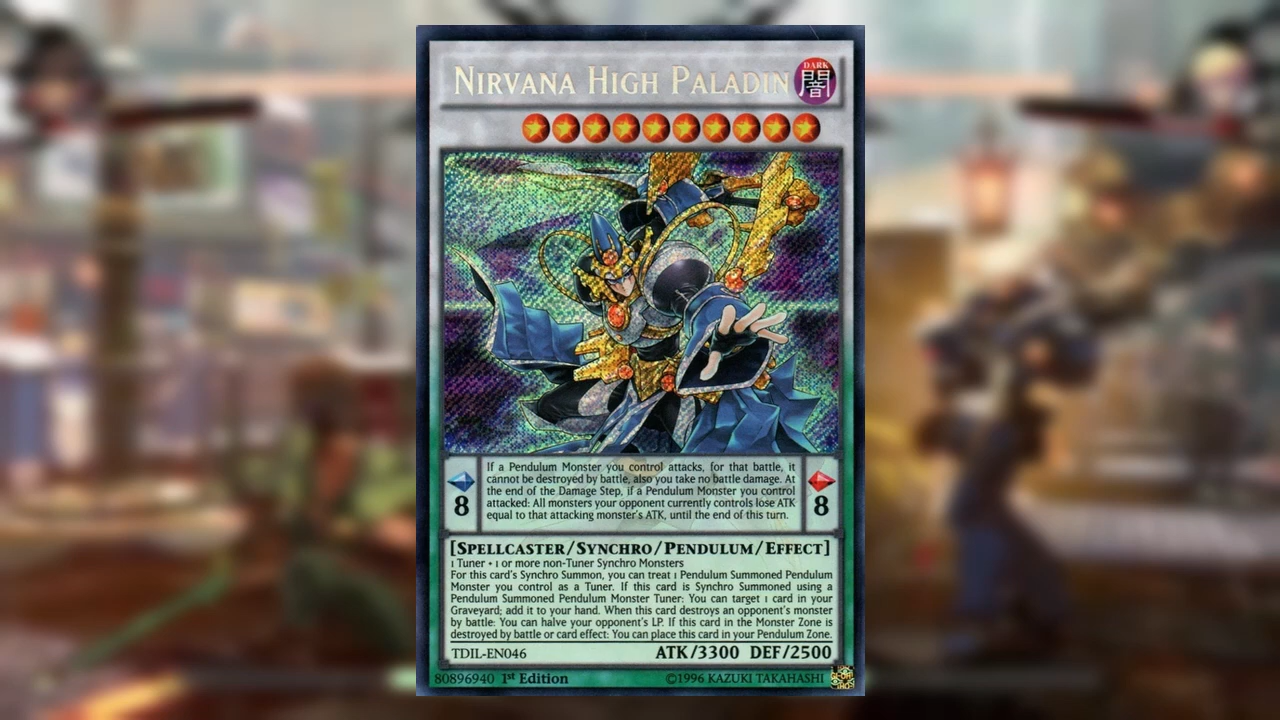 NIRVANA HIGH PALADIN
DARK
闇
If a Pendulum Monster you control attacks, for that battle, it
cannot be destroyed by battle, also you take no battle damage. At
the end of the Damage Step, if a Pendulum Monster you control
attacked: All monsters your opponent currently controls lose ATK
equal to that attacking monster's ATK, until the end of this turn.
8
8
[SPELLCASTER/SYNCHRO/PENDULUM/EFFECT]
1 Tuner + 1 or more non-Tuner Synchro Monsters
For this card's Synchro Summon, you can treat 1 Pendulum Summoned Pendulum
Monster you control as a Tuner. If this card is Synchro Summoned using a
Pendulum Summoned Pendulum Monster Tuner: You can target 1 card in your
Graveyard; add it to your hand. When this card destroys an opponent's monster
by battle: You can halve your opponent's LP. If this card in the Monster Zone is
destroyed by battle or card effect: You can place this card in your Pendulum Zone.
TDIL-EN046
ATK/3300 DEF/2500
80896940 1st Edition
©1996 KAZUKI TAKAHASHI